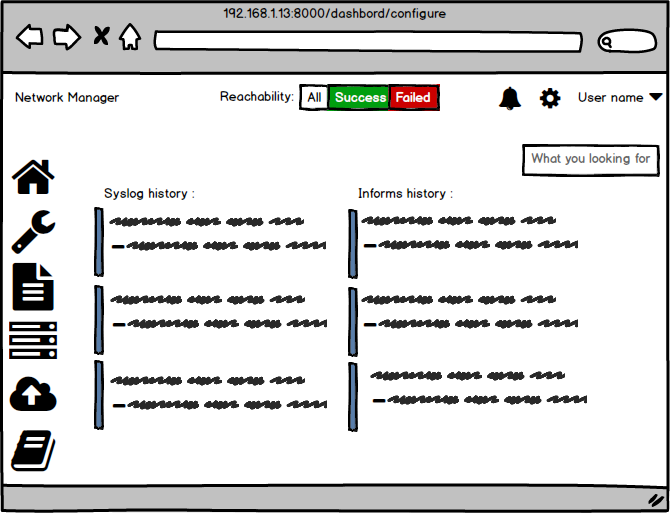 192.168.1.13:8000/dashbord/configure
Network Manager
Reachability: All Success Failed
User name
What you looking for
Syslog history :
Informs history :